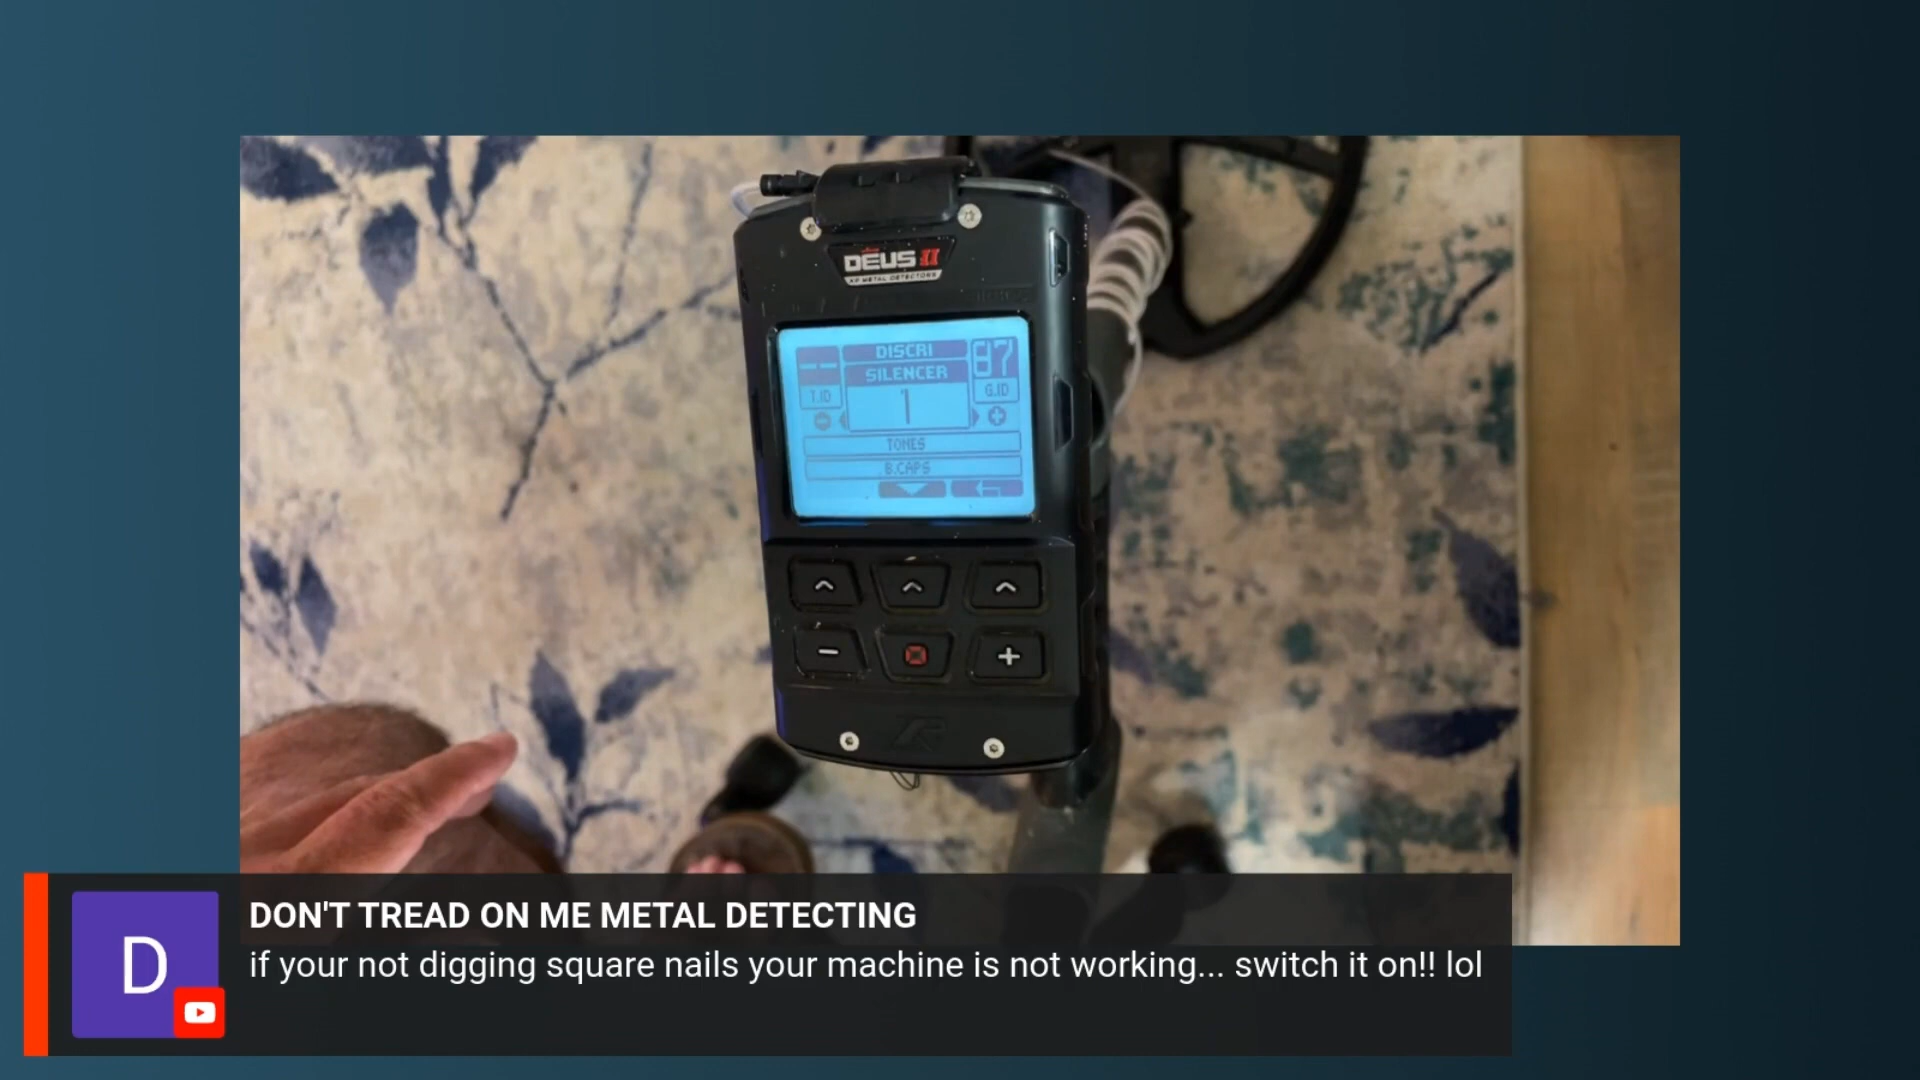 DEUS II
XP METAL DETECTORS
DISCRI
87
SILENCER
T.ID
1
G.ID
TONES
B.CAPS
D
DON'T TREAD ON ME METAL DETECTING
if your not digging square nails your machine is not working... switch it on!! lol